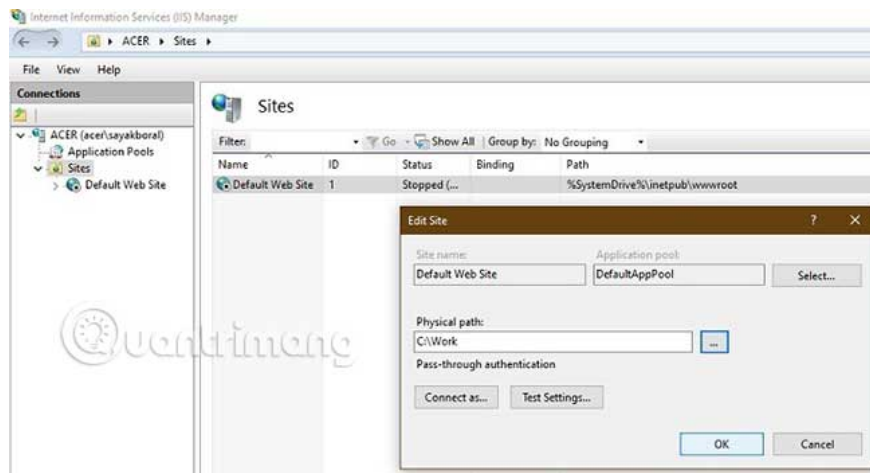 Internet Information Services (IIS) Manager
ACER Sites
File View Help
Connections
ACER (acer\sayakboral)
Application Pools
Sites
Default Web Site
Sites
Filter: Go Show All Group by: No Grouping
Name ID Status Binding Path
Default Web Site 1 Stopped (... %SystemDrive%\inetpub\wwwroot
Edit Site ? X
Site name: Application pool:
Default Web Site DefaultAppPool Select...
Physical path:
C:\Work ...
Pass-through authentication
Connect as... Test Settings...
OK Cancel
Quantrimang